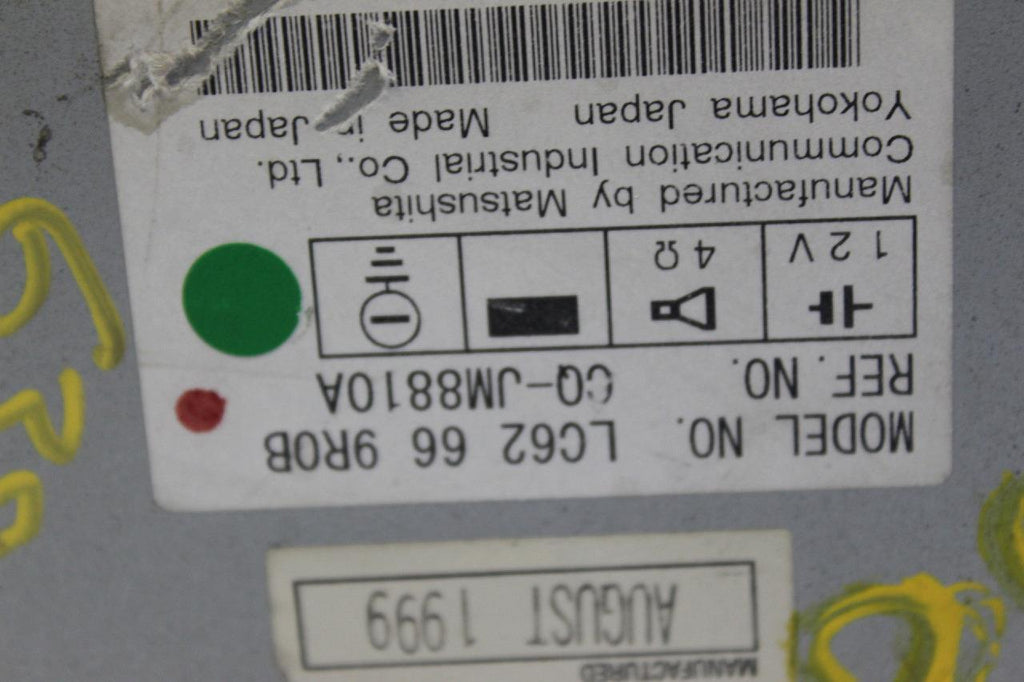 MANUFACTURED
AUGUST 1999
MODEL NO. LC62 66 9R0B
REF. NO. CQ-JM8810A
12V 4Ω
Manufactured by Matsushita
Communication Industrial Co., Ltd.
Yokohama Japan Made in Japan